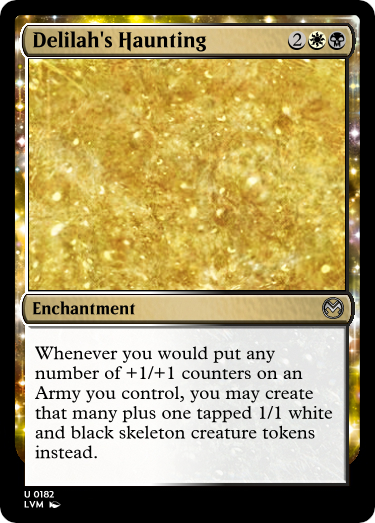 Delilah's Haunting 2
Enchantment
Whenever you would put any
number of +1/+1 counters on an
Army you control, you may create
that many plus one tapped 1/1 white
and black skeleton creature tokens
instead.
U 0182
LVM